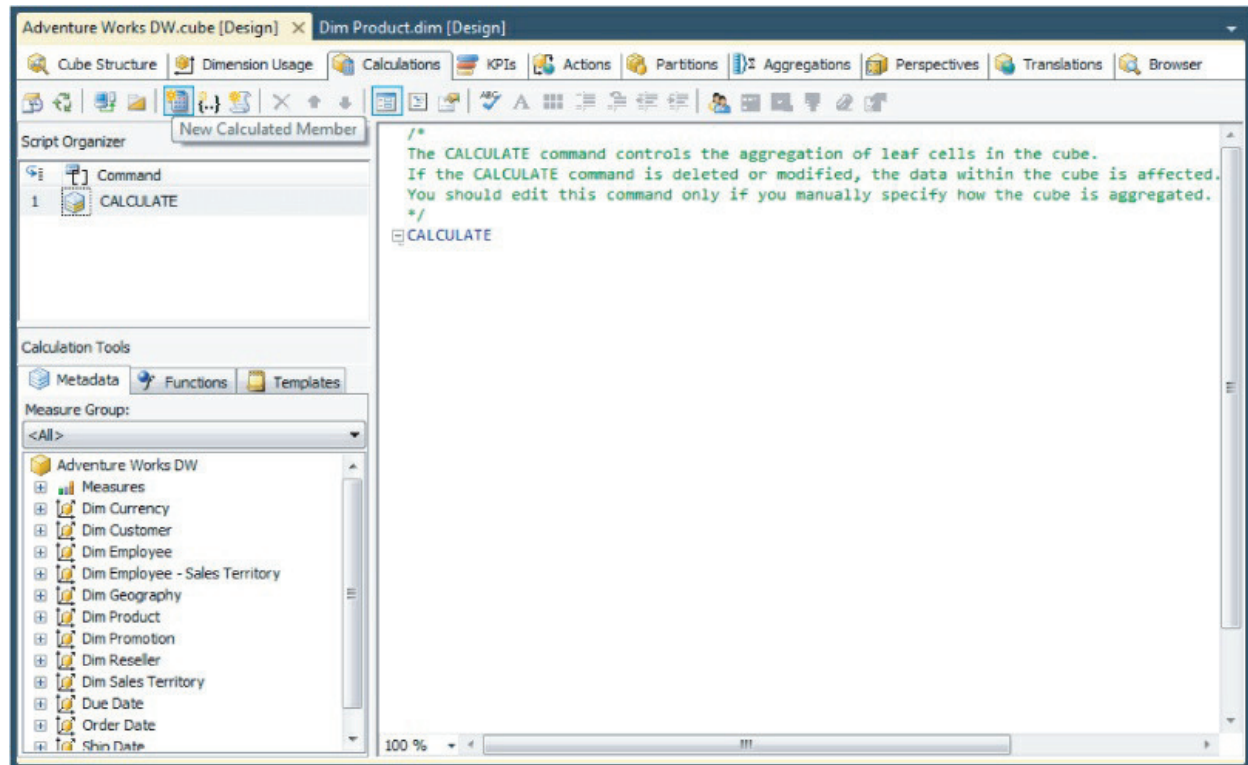 Adventure Works DW.cube [Design] Dim Product.dim [Design]
Cube Structure Dimension Usage Calculations KPIs Actions Partitions Aggregations Perspectives Translations Browser
New Calculated Member
Script Organizer
Command
1 CALCULATE
Calculation Tools
Metadata Functions Templates
Measure Group:
<All>
Adventure Works DW
Measures
Dim Currency
Dim Customer
Dim Employee
Dim Employee - Sales Territory
Dim Geography
Dim Product
Dim Promotion
Dim Reseller
Dim Sales Territory
Due Date
Order Date
Ship Date
/*
The CALCULATE command controls the aggregation of leaf cells in the cube.
If the CALCULATE command is deleted or modified, the data within the cube is affected.
You should edit this command only if you manually specify how the cube is aggregated.
*/
CALCULATE
100 %